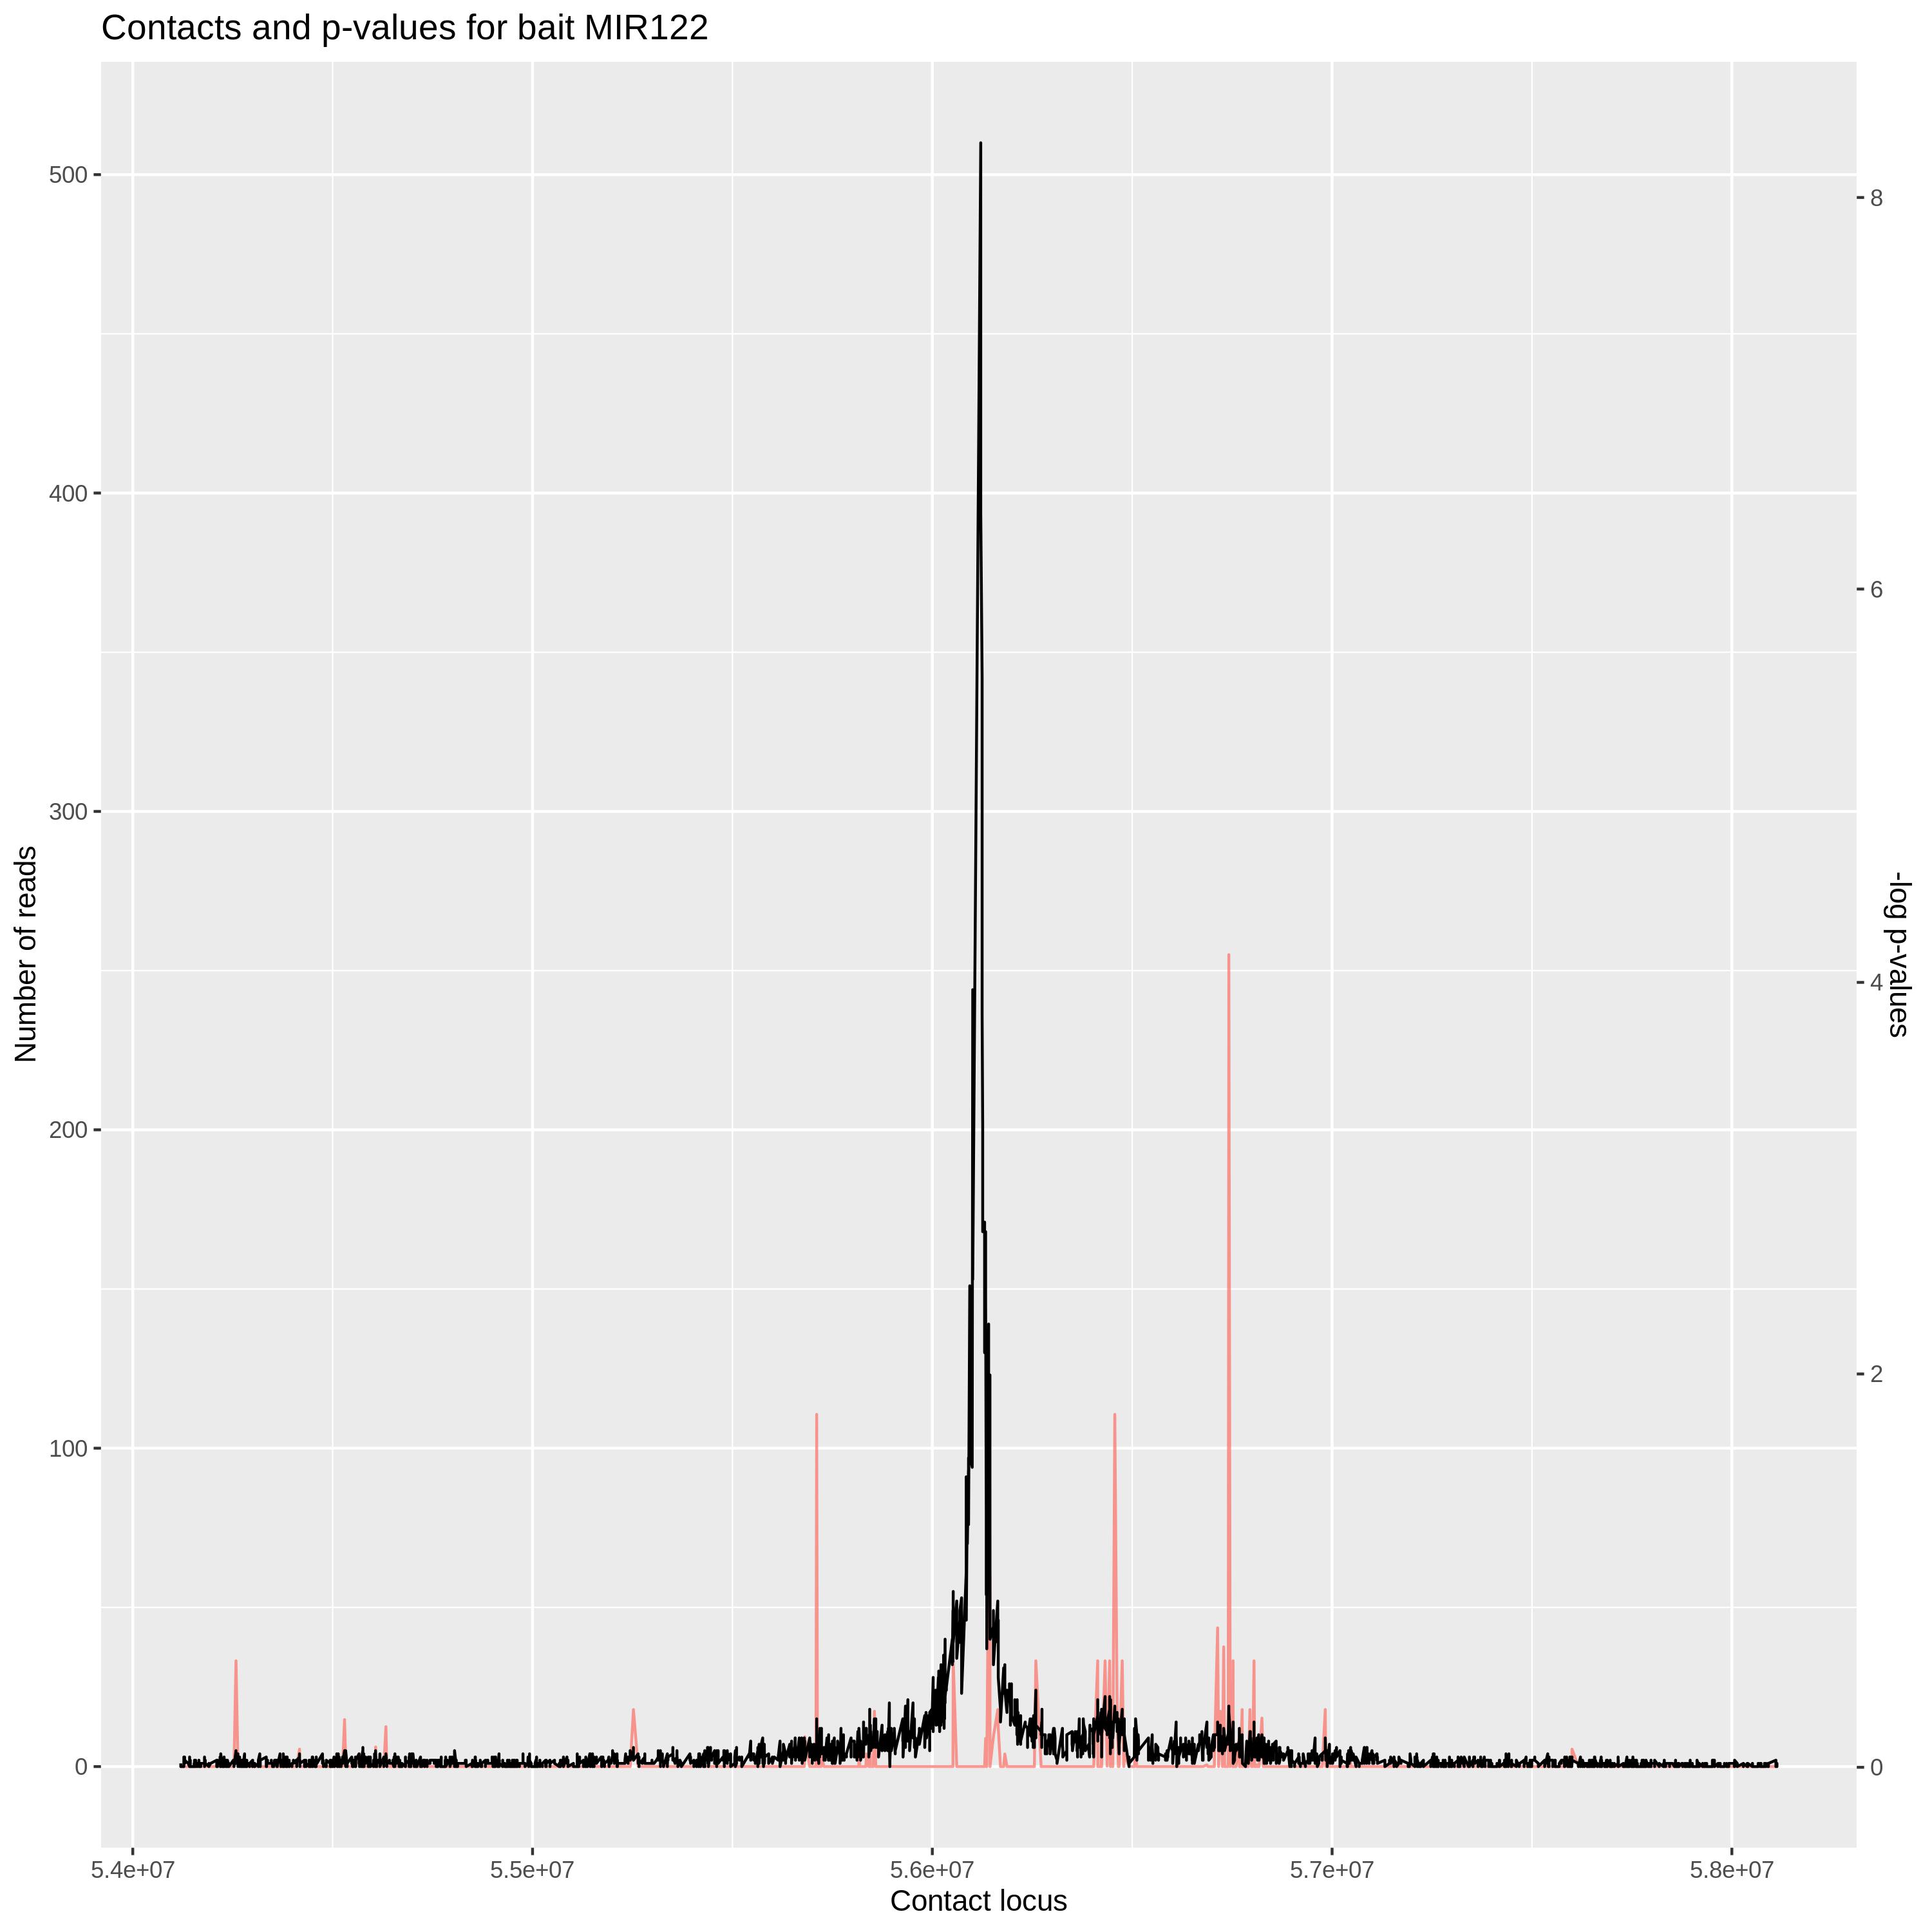 Contacts and p-values for bait MIR122
500
400
300
200
100
0
Number of reads
8
6
4
2
0
-log p-values
5.4e+07
5.5e+07
5.6e+07
5.7e+07
5.8e+07
Contact locus